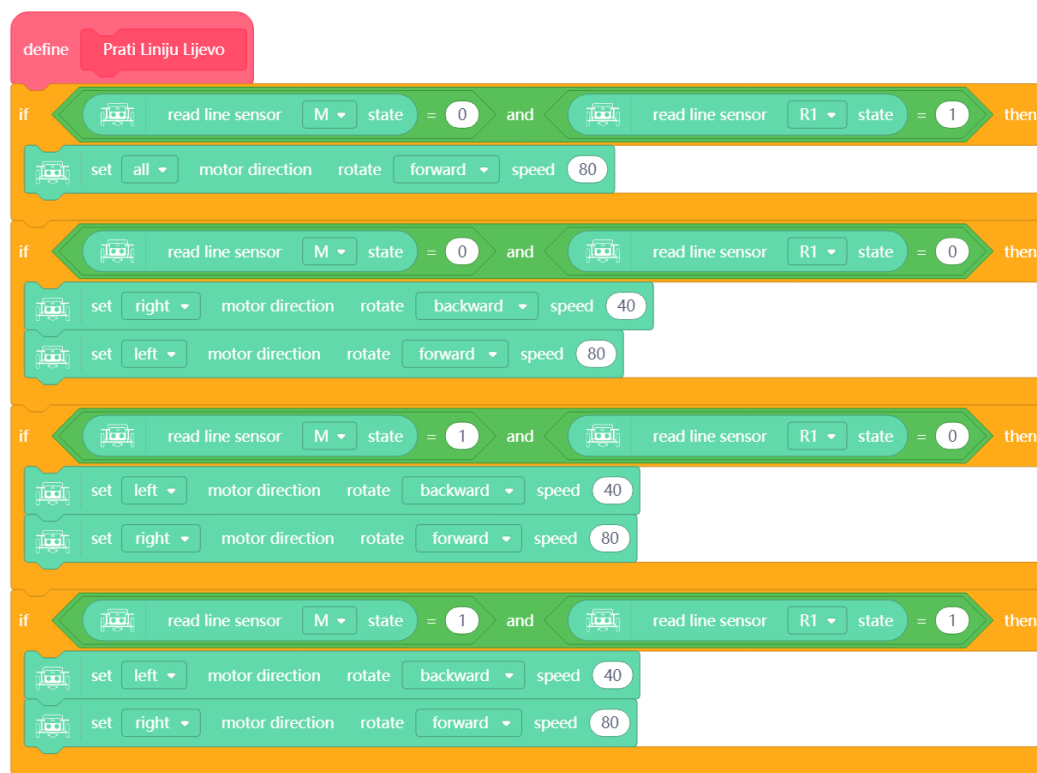 define Prati Liniju Lijevo
if read line sensor M state = 0 and read line sensor R1 state = 1 then
set all motor direction rotate forward speed 80
if read line sensor M state = 0 and read line sensor R1 state = 0 then
set right motor direction rotate backward speed 40
set left motor direction rotate forward speed 80
if read line sensor M state = 1 and read line sensor R1 state = 0 then
set left motor direction rotate backward speed 40
set right motor direction rotate forward speed 80
if read line sensor M state = 1 and read line sensor R1 state = 1 then
set left motor direction rotate backward speed 40
set right motor direction rotate forward speed 80